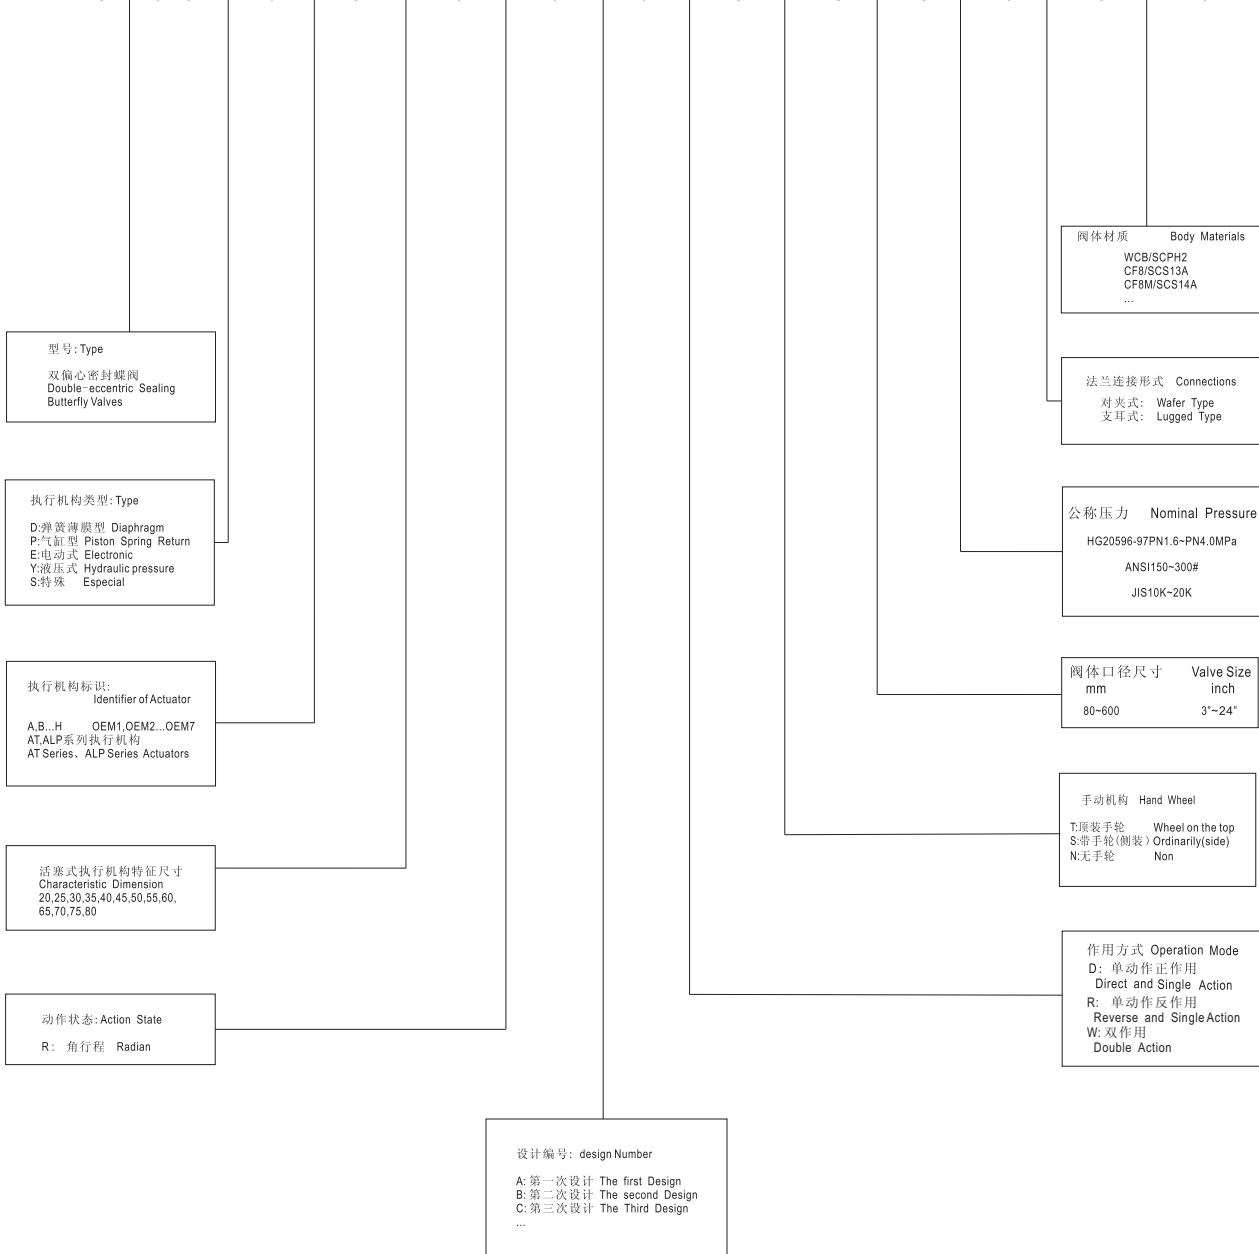 型号: Type
双偏心密封蝶阀
Double-eccentric Sealing
Butterfly Valves
执行机构类型: Type
D:弹簧薄膜型 Diaphragm
P:气缸型 Piston Spring Return
E:电动式 Electronic
Y:液压式 Hydraulic pressure
S:特殊 Especial
执行机构标识:
Identifier of Actuator
A,B...H OEM1,OEM2...OEM7
AT,ALP系列执行机构
AT Series、ALP Series Actuators
活塞式执行机构特征尺寸
Characteristic Dimension
20,25,30,35,40,45,50,55,60,
65,70,75,80
动作状态: Action State
R: 角行程 Radian
设计编号: design Number
A: 第一次设计 The first Design
B: 第二次设计 The second Design
C: 第三次设计 The Third Design
...
阀体材质 Body Materials
WCB/SCPH2
CF8/SCS13A
CF8M/SCS14A
...
法兰连接形式 Connections
对夹式: Wafer Type
支耳式: Lugged Type
公称压力 Nominal Pressure
HG20596-97PN1.6~PN4.0MPa
ANSI150~300#
JIS10K~20K
阀体口径尺寸 Valve Size
mm inch
80~600 3"~24"
手动机构 Hand Wheel
T:顶装手轮 Wheel on the top
S:带手轮(侧装) Ordinarily(side)
N:无手轮 Non
作用方式 Operation Mode
D: 单动作正作用
Direct and Single Action
R: 单动作反作用
Reverse and Single Action
W: 双作用
Double Action